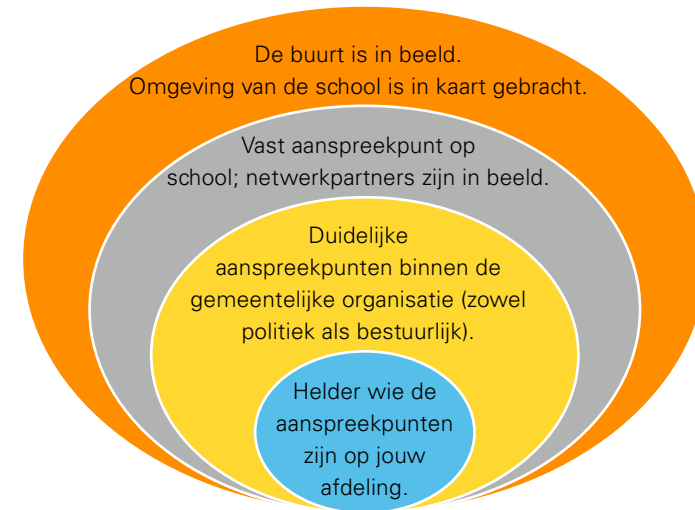 De buurt is in beeld.
Omgeving van de school is in kaart gebracht.
Vast aanspreekpunt op
school; netwerkpartners zijn in beeld.
Duidelijke
aanspreekpunten binnen de
gemeentelijke organisatie (zowel
politiek als bestuurlijk).
Helder wie de
aanspreekpunten
zijn op jouw
afdeling.